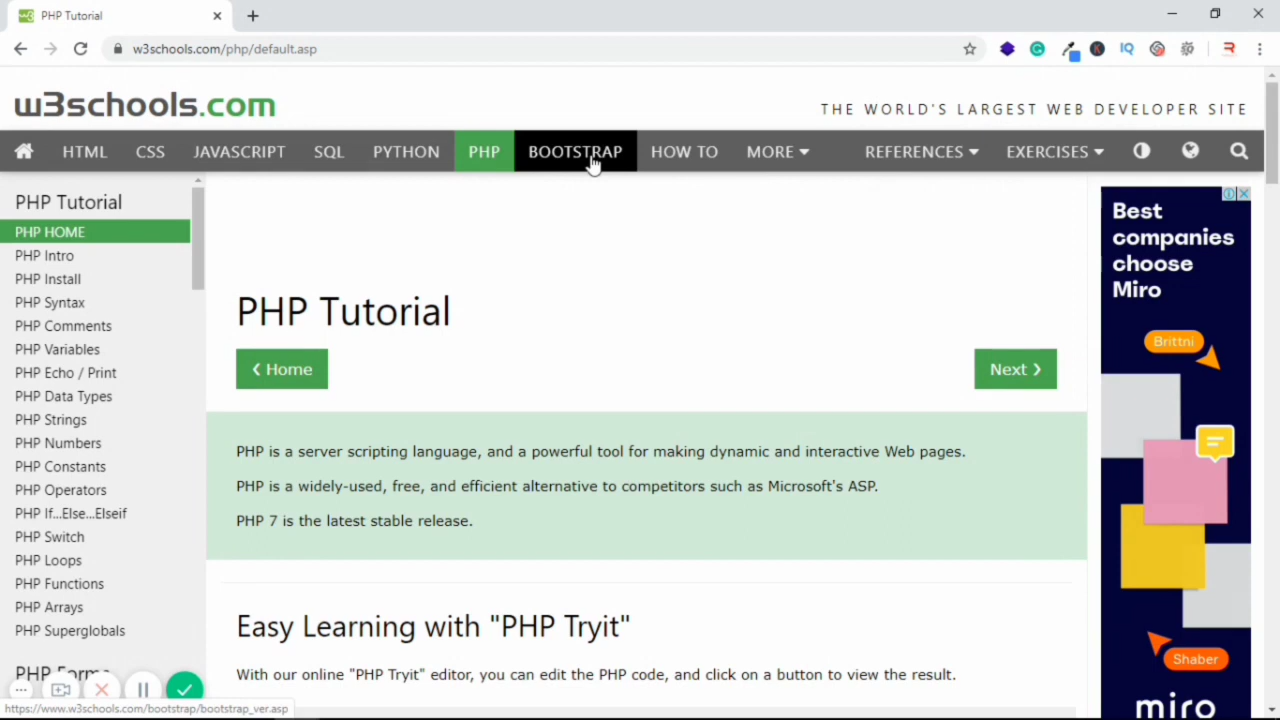 PHP Tutorial
w3schools.com/php/default.asp
IQ
w3schools.com
THE WORLD'S LARGEST WEB DEVELOPER SITE
HTML CSS JAVASCRIPT SQL PYTHON PHP BOOTSTRAP HOW TO MORE REFERENCES EXERCISES
PHP Tutorial
PHP HOME
PHP Intro
PHP Install
PHP Syntax
PHP Comments
PHP Variables
PHP Echo / Print
PHP Data Types
PHP Strings
PHP Numbers
PHP Constants
PHP Operators
PHP If...Else...Elseif
PHP Switch
PHP Loops
PHP Functions
PHP Arrays
PHP Superglobals
PHP Forms
https://www.w3schools.com/bootstrap/bootstrap_ver.asp
PHP Tutorial
❮ Home
Next ❯
PHP is a server scripting language, and a powerful tool for making dynamic and interactive Web pages.
PHP is a widely-used, free, and efficient alternative to competitors such as Microsoft's ASP.
PHP 7 is the latest stable release.
Easy Learning with "PHP Tryit"
With our online "PHP Tryit" editor, you can edit the PHP code, and click on a button to view the result.
Best
companies
choose
Miro
Brittni
Shaber
miro